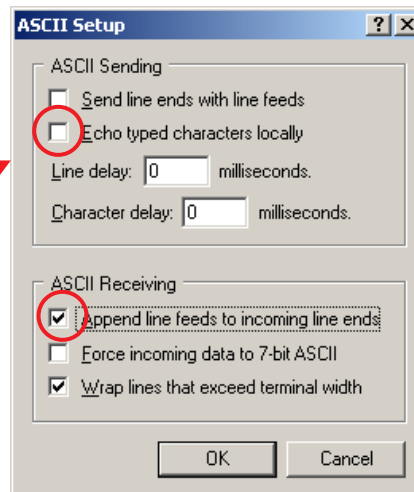 ASCII Setup
ASCII Sending
Send line ends with line feeds
Echo typed characters locally
Line delay: 0 milliseconds.
Character delay: 0 milliseconds.
ASCII Receiving
Append line feeds to incoming line ends
Force incoming data to 7-bit ASCII
Wrap lines that exceed terminal width
OK Cancel